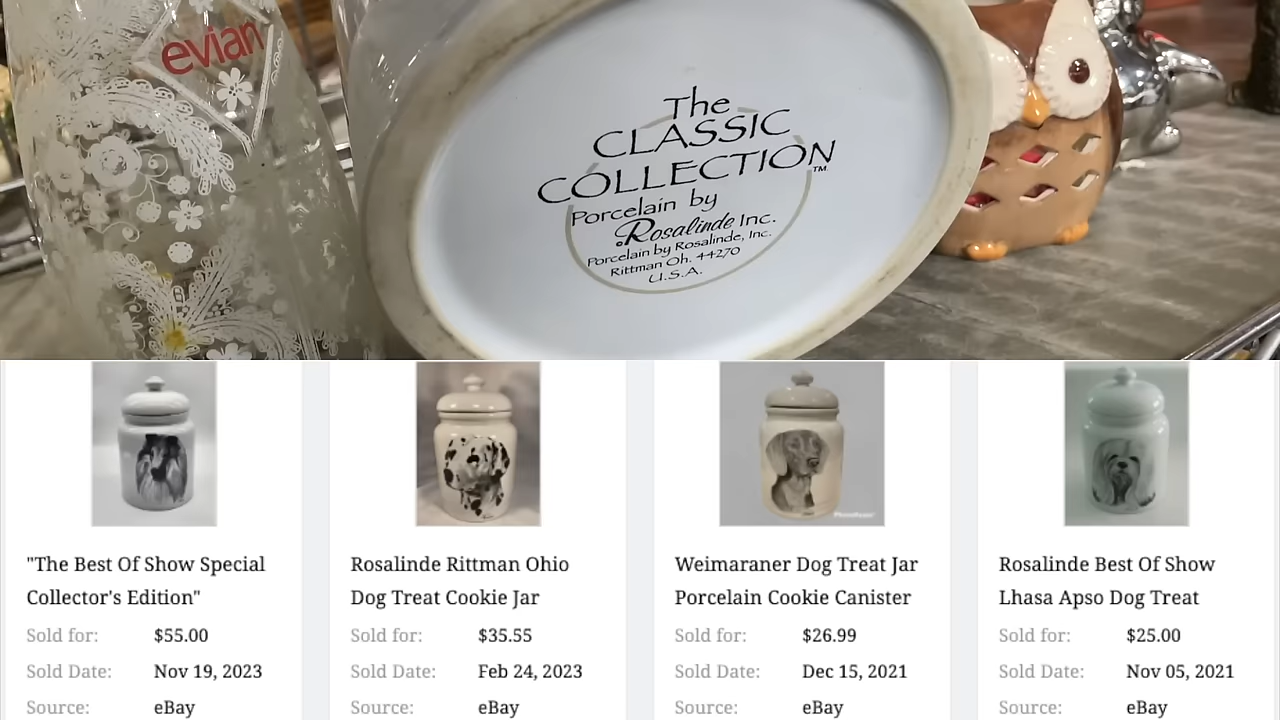 evian
The
CLASSIC
COLLECTION™
Porcelain by
Rosalinde Inc.
Porcelain by Rosalinde, Inc.
Rittman Oh. 44270
U.S.A.
"The Best Of Show Special
Collector's Edition"
Sold for: $55.00
Sold Date: Nov 19, 2023
Source: eBay
Rosalinde Rittman Ohio
Dog Treat Cookie Jar
Sold for: $35.55
Sold Date: Feb 24, 2023
Source: eBay
Weimaraner Dog Treat Jar
Porcelain Cookie Canister
Sold for: $26.99
Sold Date: Dec 15, 2021
Source: eBay
Rosalinde Best Of Show
Lhasa Apso Dog Treat
Sold for: $25.00
Sold Date: Nov 05, 2021
Source: eBay